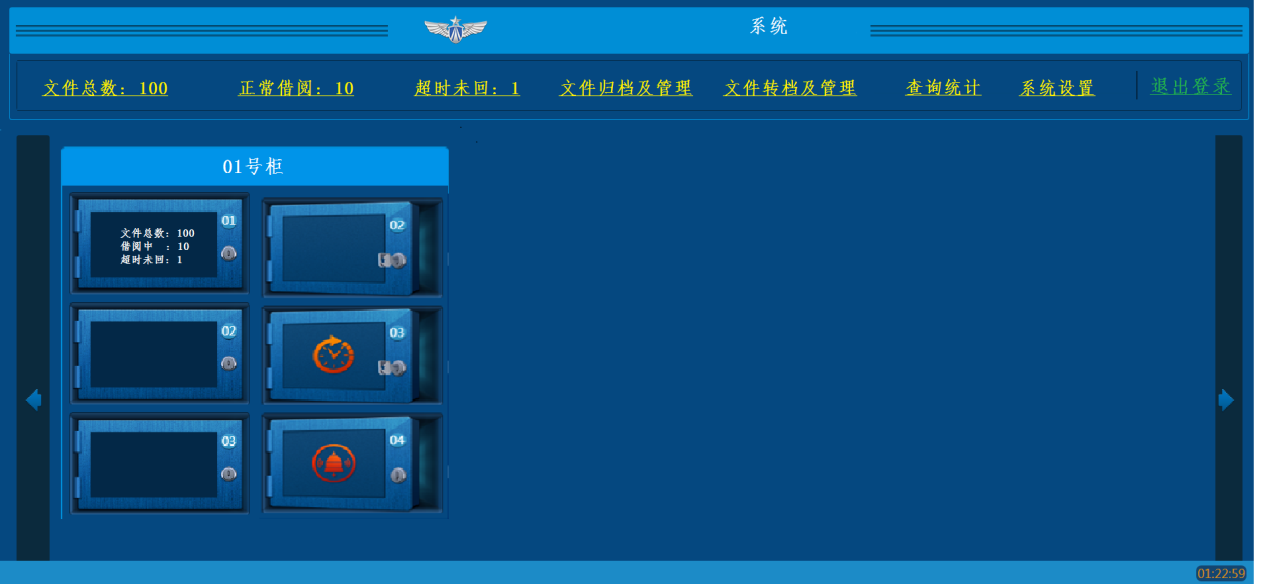 系统
文件总数：100
正常借阅：10
超时未回：1
文件归档及管理
文件转档及管理
查询统计
系统设置
退出登录
01号柜
01
文件总数：100
借阅中 ：10
超时未回：1
02
02
03
03
04
01:22:59